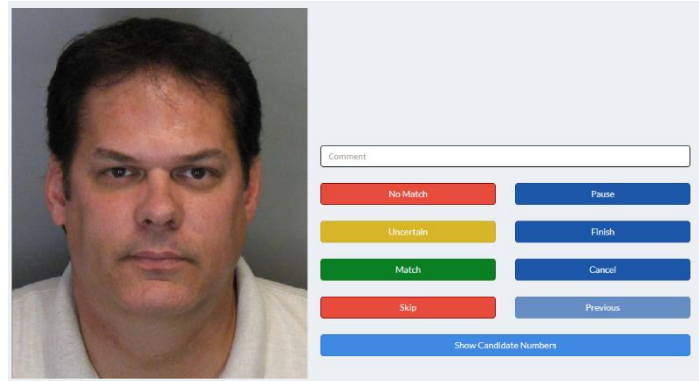 Comment
No Match
Pause
Uncertain
Finish
Match
Cancel
Skip
Previous
Show Candidate Numbers